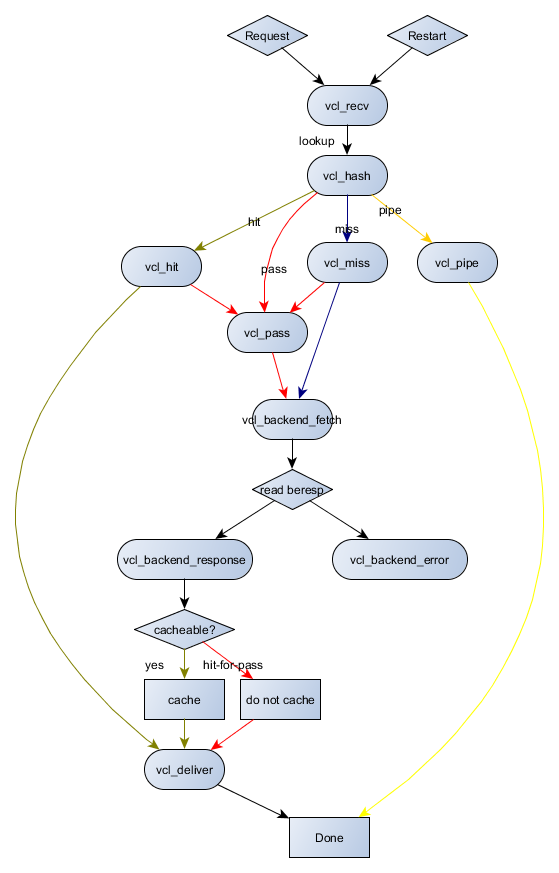 Request
Restart
vcl_recv
lookup
vcl_hash
hit
pass
miss
pipe
vcl_hit
vcl_miss
vcl_pipe
vcl_pass
vcl_backend_fetch
read beresp
vcl_backend_response
vcl_backend_error
cacheable?
yes
hit-for-pass
cache
do not cache
vcl_deliver
Done